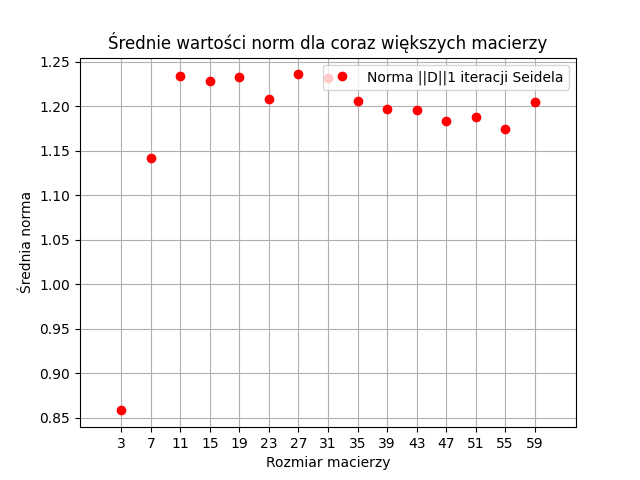 Średnie wartości norm dla coraz większych macierzy
Norma ||D||1 iteracji Seidela
1.25
1.20
1.15
1.10
1.05
1.00
0.95
0.90
0.85
Średnia norma
3 7 11 15 19 23 27 31 35 39 43 47 51 55 59
Rozmiar macierzy